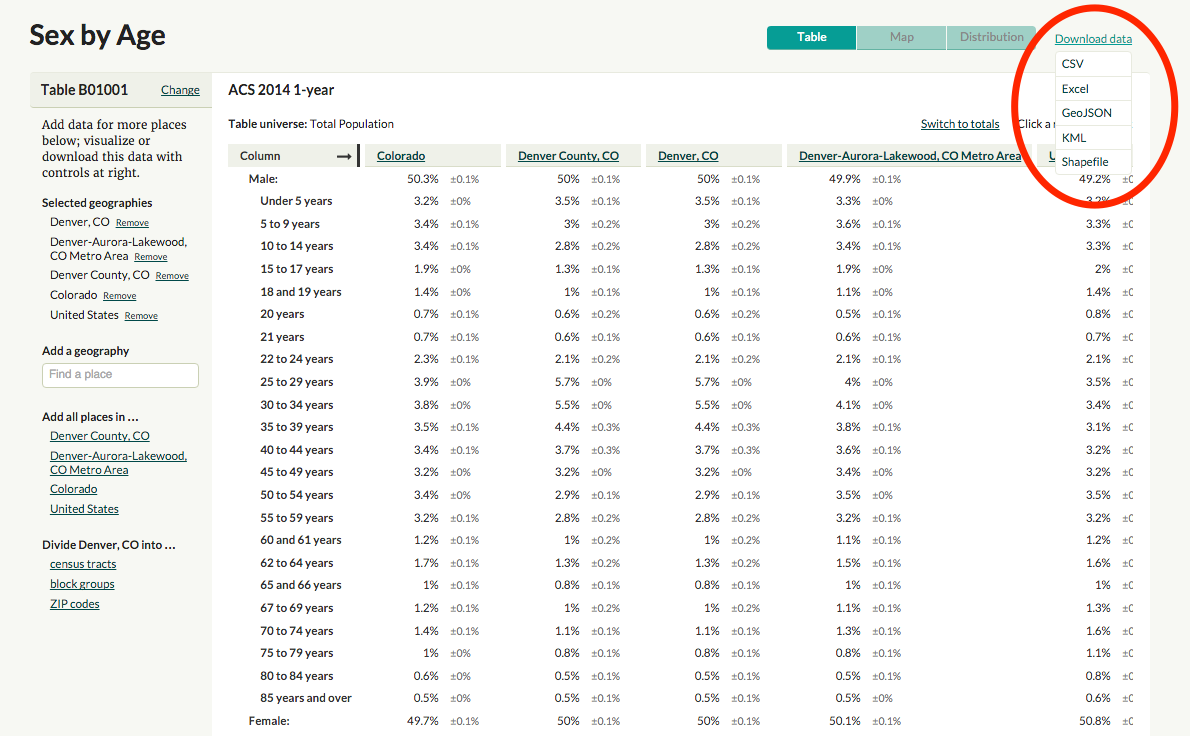 Sex by Age
Table Map Distribution Download data
CSV
Excel
GeoJSON
KML
Shapefile
Table B01001 Change
Add data for more places
below; visualize or
download this data with
controls at right.
Selected geographies
Denver, CO Remove
Denver-Aurora-Lakewood,
CO Metro Area Remove
Denver County, CO Remove
Colorado Remove
United States Remove
Add a geography
Find a place
Add all places in ...
Denver County, CO
Denver-Aurora-Lakewood,
CO Metro Area
Colorado
United States
Divide Denver, CO into ...
census tracts
block groups
ZIP codes
ACS 2014 1-year
Table universe: Total Population Switch to totals Click a
Column → Colorado Denver County, CO Denver, CO Denver-Aurora-Lakewood, CO Metro Area
Male: 50.3% ±0.1% 50% ±0.1% 50% ±0.1% 49.9% ±0.1% 49.2% ±0
Under 5 years 3.2% ±0% 3.5% ±0.1% 3.5% ±0.1% 3.3% ±0% 3.2% ±0
5 to 9 years 3.4% ±0.1% 3% ±0.2% 3% ±0.2% 3.6% ±0.1% 3.3% ±0
10 to 14 years 3.4% ±0.1% 2.8% ±0.2% 2.8% ±0.2% 3.4% ±0.1% 3.3% ±0
15 to 17 years 1.9% ±0% 1.3% ±0.1% 1.3% ±0.1% 1.9% ±0% 2% ±0
18 and 19 years 1.4% ±0% 1% ±0.1% 1% ±0.1% 1.1% ±0% 1.4% ±0
20 years 0.7% ±0.1% 0.6% ±0.2% 0.6% ±0.2% 0.5% ±0.1% 0.8% ±0
21 years 0.7% ±0.1% 0.6% ±0.1% 0.6% ±0.1% 0.6% ±0.1% 0.7% ±0
22 to 24 years 2.3% ±0.1% 2.1% ±0.2% 2.1% ±0.2% 2.1% ±0.1% 2.1% ±0
25 to 29 years 3.9% ±0% 5.7% ±0% 5.7% ±0% 4% ±0% 3.5% ±0
30 to 34 years 3.8% ±0% 5.5% ±0% 5.5% ±0% 4.1% ±0% 3.4% ±0
35 to 39 years 3.5% ±0.1% 4.4% ±0.3% 4.4% ±0.3% 3.8% ±0.1% 3.1% ±0
40 to 44 years 3.4% ±0.1% 3.7% ±0.3% 3.7% ±0.3% 3.6% ±0.1% 3.2% ±0
45 to 49 years 3.2% ±0% 3.2% ±0% 3.2% ±0% 3.4% ±0% 3.2% ±0
50 to 54 years 3.4% ±0% 2.9% ±0.1% 2.9% ±0.1% 3.5% ±0% 3.5% ±0
55 to 59 years 3.2% ±0.1% 2.8% ±0.2% 2.8% ±0.2% 3.2% ±0.1% 3.2% ±0
60 and 61 years 1.2% ±0.1% 1% ±0.2% 1% ±0.2% 1.1% ±0.1% 1.2% ±0
62 to 64 years 1.7% ±0.1% 1.3% ±0.2% 1.3% ±0.2% 1.5% ±0.1% 1.6% ±0
65 and 66 years 1% ±0.1% 0.8% ±0.1% 0.8% ±0.1% 1% ±0.1% 1% ±0
67 to 69 years 1.2% ±0.1% 1% ±0.2% 1% ±0.2% 1.1% ±0.1% 1.3% ±0
70 to 74 years 1.4% ±0.1% 1.1% ±0.1% 1.1% ±0.1% 1.3% ±0.1% 1.6% ±0
75 to 79 years 1% ±0% 0.8% ±0.1% 0.8% ±0.1% 0.8% ±0.1% 1.1% ±0
80 to 84 years 0.6% ±0% 0.5% ±0.1% 0.5% ±0.1% 0.5% ±0.1% 0.8% ±0
85 years and over 0.5% ±0% 0.5% ±0.1% 0.5% ±0.1% 0.5% ±0% 0.6% ±0
Female: 49.7% ±0.1% 50% ±0.1% 50% ±0.1% 50.1% ±0.1% 50.8% ±0